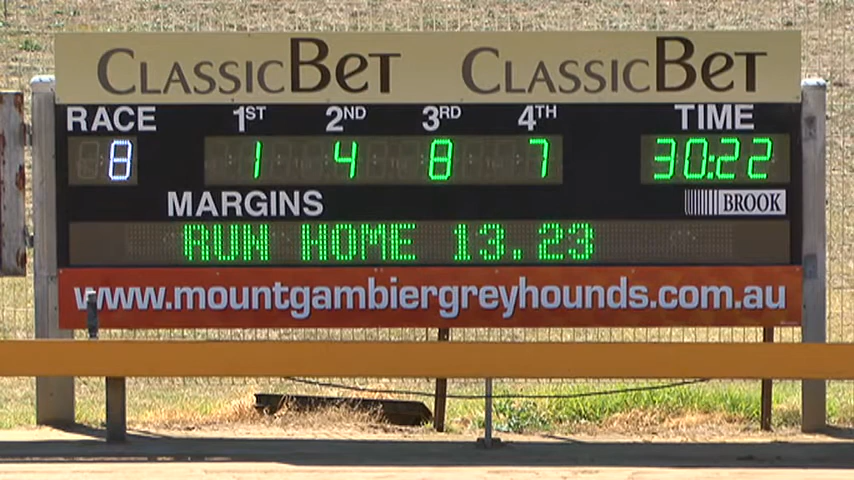 CLASSICBET CLASSICBET
RACE 1ST 2ND 3RD 4TH TIME
8 1 4 8 7 30:22
MARGINS BROOK
RUN HOME 13.23
www.mountgambiergreyhounds.com.au